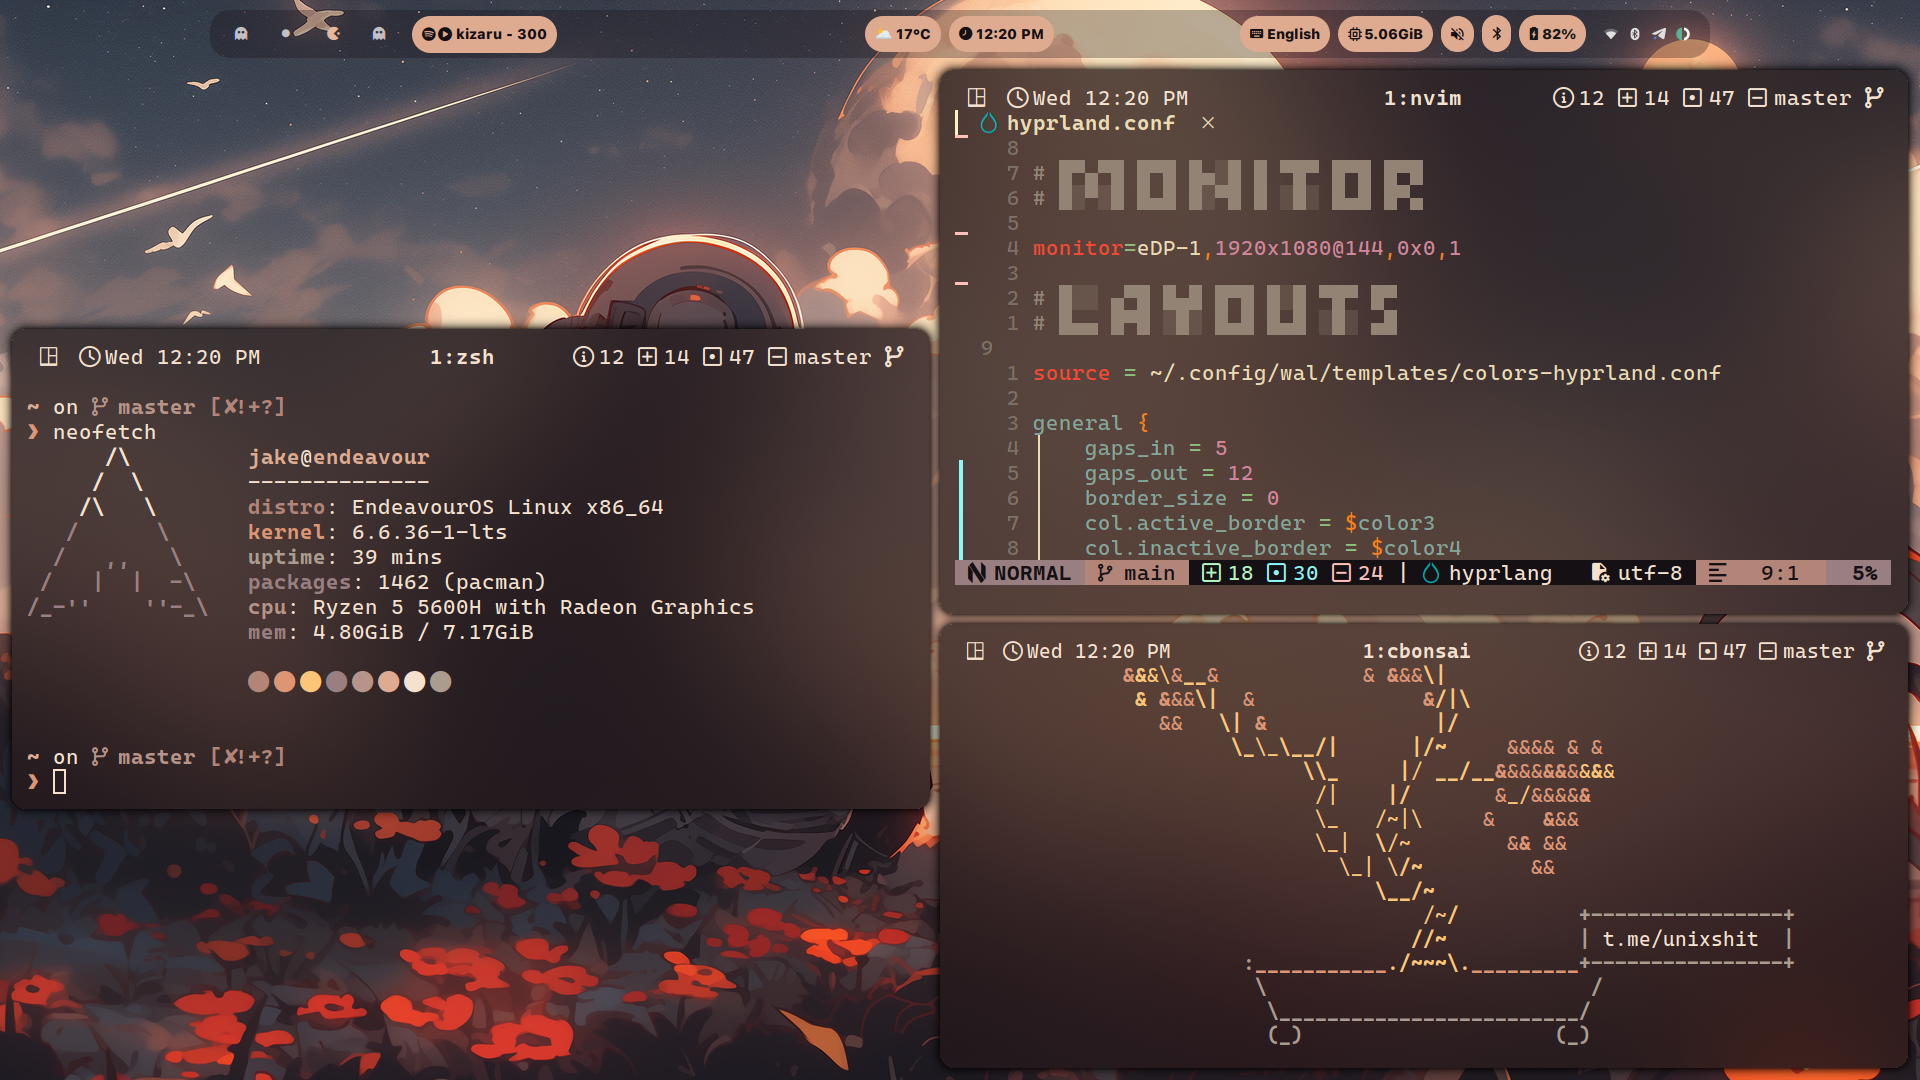 kizaru - 300
17°C
12:20 PM
English
5.06GiB
82%
Wed 12:20 PM 1:zsh 12 14 47 master
~ on master [✘!+?]
❯ neofetch
jake@endeavour
--------------
distro: EndeavourOS Linux x86_64
kernel: 6.6.36-1-lts
uptime: 39 mins
packages: 1462 (pacman)
cpu: Ryzen 5 5600H with Radeon Graphics
mem: 4.80GiB / 7.17GiB
~ on master [✘!+?]
❯
Wed 12:20 PM 1:nvim 12 14 47 master
hyprland.conf ×
8
7 # MONITOR
6 #
5
4 monitor=eDP-1,1920x1080@144,0x0,1
3
2 # LAYOUTS
1 #
9
1 source = ~/.config/wal/templates/colors-hyprland.conf
2
3 general {
4 gaps_in = 5
5 gaps_out = 12
6 border_size = 0
7 col.active_border = $color3
8 col.inactive_border = $color4
NORMAL main 18 30 24 | hyprlang utf-8 9:1 5%
Wed 12:20 PM 1:cbonsai 12 14 47 master
t.me/unixshit